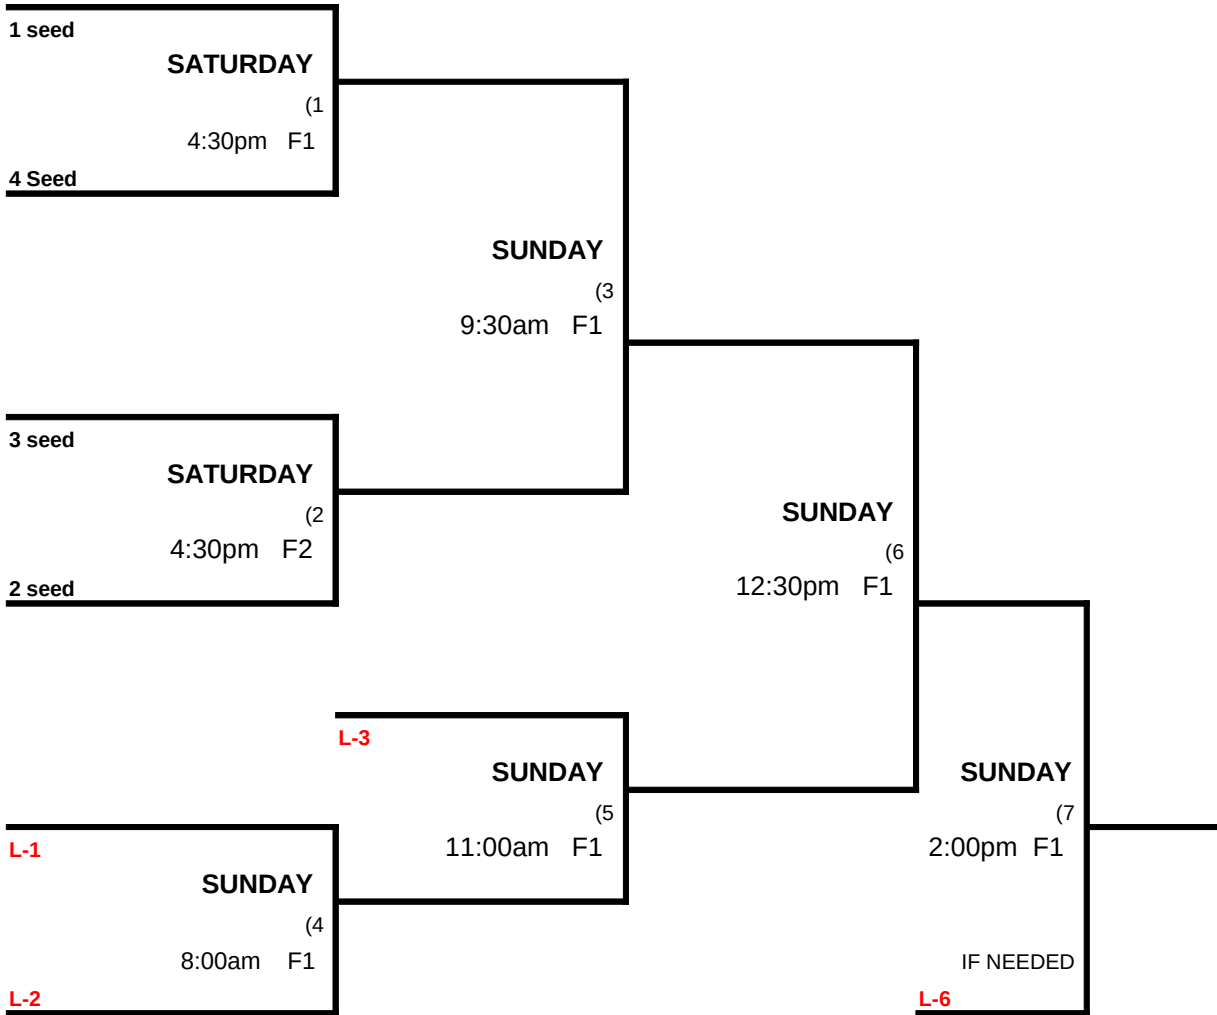 1 seed
SATURDAY
(1
4:30pm F1
4 Seed
SUNDAY
(3
9:30am F1
3 seed
SATURDAY
(2
4:30pm F2
2 seed
SUNDAY
(6
12:30pm F1
L-3
SUNDAY
(5
11:00am F1
SUNDAY
(7
2:00pm F1
IF NEEDED
L-6
L-1
SUNDAY
(4
8:00am F1
L-2